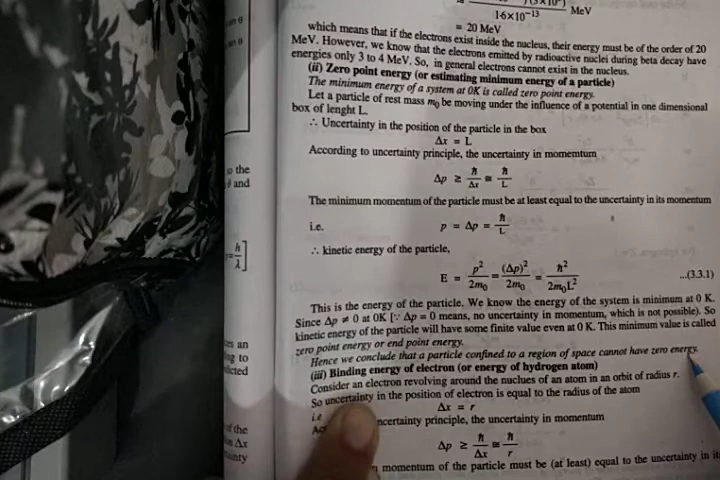 16×10⁻¹³ MeV
= 20 MeV
which means that if the electrons exist inside the nucleus, their energy must be of the order of 20
MeV. However, we know that the electrons emitted by radioactive nuclei during beta decay have
energies only 3 to 4 MeV. So, in general electrons cannot exist in the nucleus.
(ii) Zero point energy (or estimating minimum energy of a particle)
The minimum energy of a system at 0K is called zero point energy.
Let a particle of rest mass m₀ be moving under the influence of a potential in one dimensional
box of lenght L.
∴ Uncertainty in the position of the particle in the box
Δx = L
According to uncertainty principle, the uncertainty in momemtum
Δp ≥ ħ/Δx ≅ ħ/L
The minimum momentum of the particle must be at least equal to the uncertainty in its momentum
i.e. p = Δp = ħ/L
∴ kinetic energy of the particle,
E = p²/2m₀ = (Δp)²/2m₀ = ħ²/2m₀L² ...(3.3.1)
This is the energy of the particle. We know the energy of the system is minimum at 0 K.
Since Δp ≠ 0 at 0K [∵ Δp = 0 means, no uncertainty in momentum, which is not possible). So
kinetic energy of the particle will have some finite value even at 0 K. This minimum value is called
zero point energy or end point energy.
Hence we conclude that a particle confined to a region of space cannot have zero energy.
(iii) Binding energy of electron (or energy of hydrogen atom)
Consider an electron revolving around the nuclues of an atom in an orbit of radius r.
So uncertainty in the position of electron is equal to the radius of the atom
i.e Δx = r
ncertainty principle, the uncertainty in momentum
Δp ≥ ħ/Δx ≅ ħ/r
momentum of the particle must be (at least) equal to the uncertainty in
the
and
h/λ]
an
to
of the
Δx